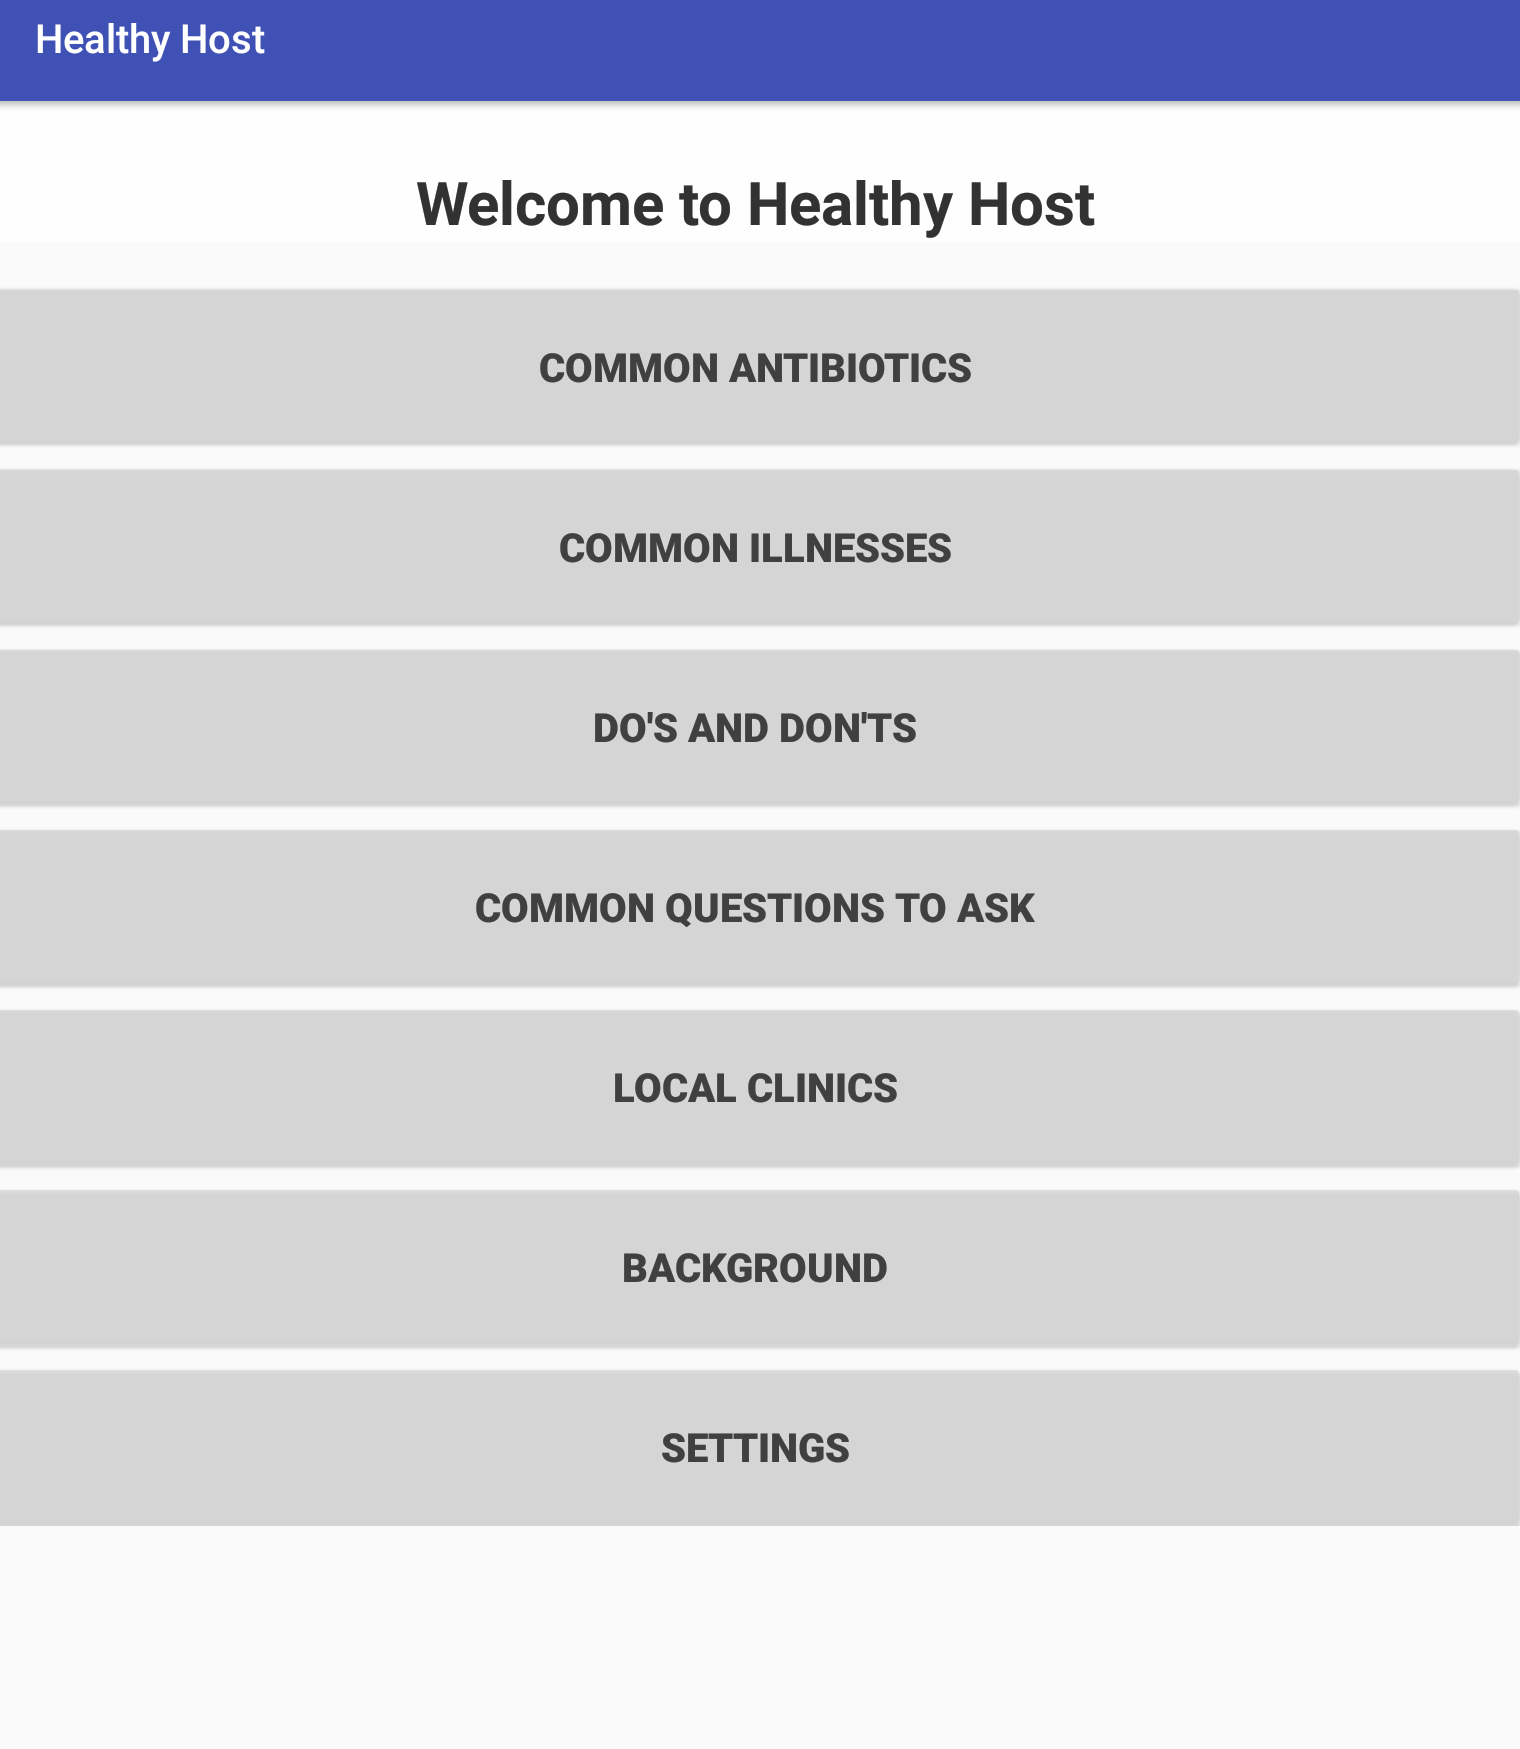 Healthy Host
Welcome to Healthy Host
COMMON ANTIBIOTICS
COMMON ILLNESSES
DO'S AND DON'TS
COMMON QUESTIONS TO ASK
LOCAL CLINICS
BACKGROUND
SETTINGS